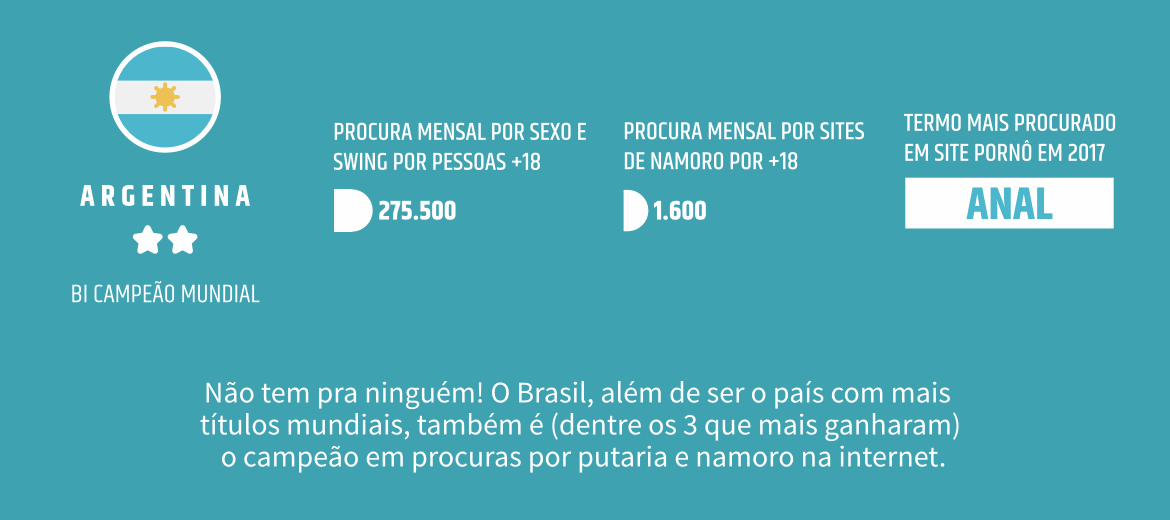 ARGENTINA
BI CAMPEÃO MUNDIAL
PROCURA MENSAL POR SEXO E
SWING POR PESSOAS +18
275.500
PROCURA MENSAL POR SITES
DE NAMORO POR +18
1.600
TERMO MAIS PROCURADO
EM SITE PORNÔ EM 2017
ANAL
Não tem pra ninguém! O Brasil, além de ser o país com mais
títulos mundiais, também é (dentre os 3 que mais ganharam)
o campeão em procuras por putaria e namoro na internet.